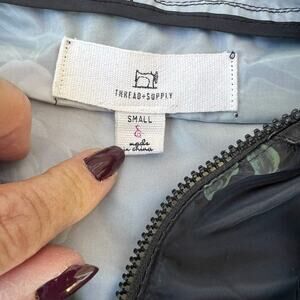 THREAD+SUPPLY
SMALL
S
made
in china